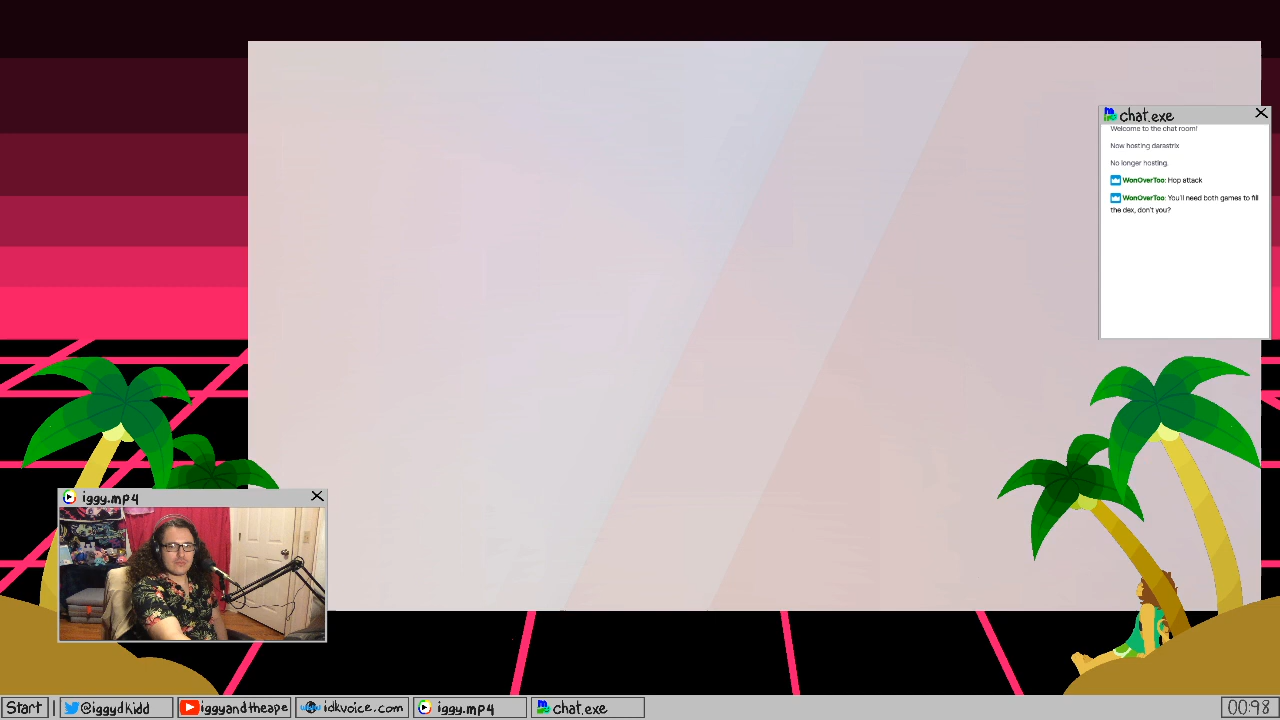 chat.exe
Welcome to the chat room!
Now hosting darastrix
No longer hosting.
WonOverToo: Hop attack
WonOverToo: You'll need both games to fill
the dex, don't you?
iggy.mp4
Start | @iggydkidd iggyandtheape idkvoice.com iggy.mp4 chat.exe 00:98